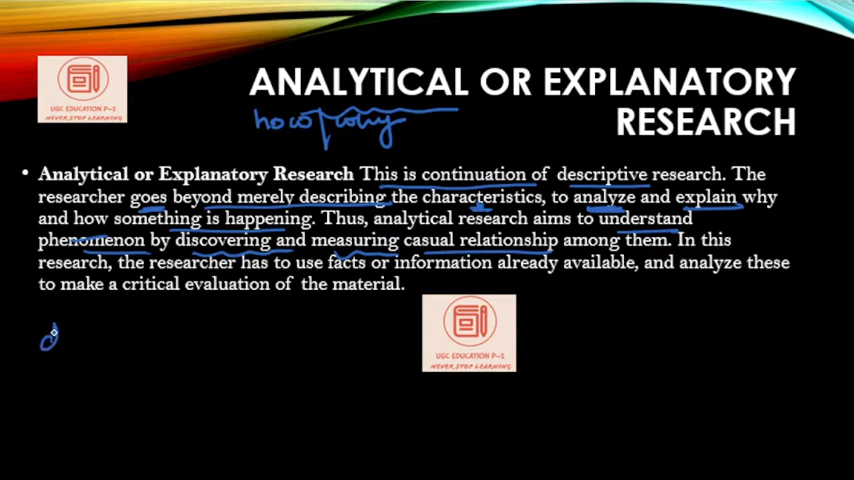 UGC EDUCATION P-1
NEVER STOP LEARNING
ANALYTICAL OR EXPLANATORY
RESEARCH
how
why
• Analytical or Explanatory Research This is continuation of descriptive research. The
researcher goes beyond merely describing the characteristics, to analyze and explain why
and how something is happening. Thus, analytical research aims to understand
phenomenon by discovering and measuring casual relationship among them. In this
research, the researcher has to use facts or information already available, and analyze these
to make a critical evaluation of the material.
UGC EDUCATION P-1
NEVER STOP LEARNING